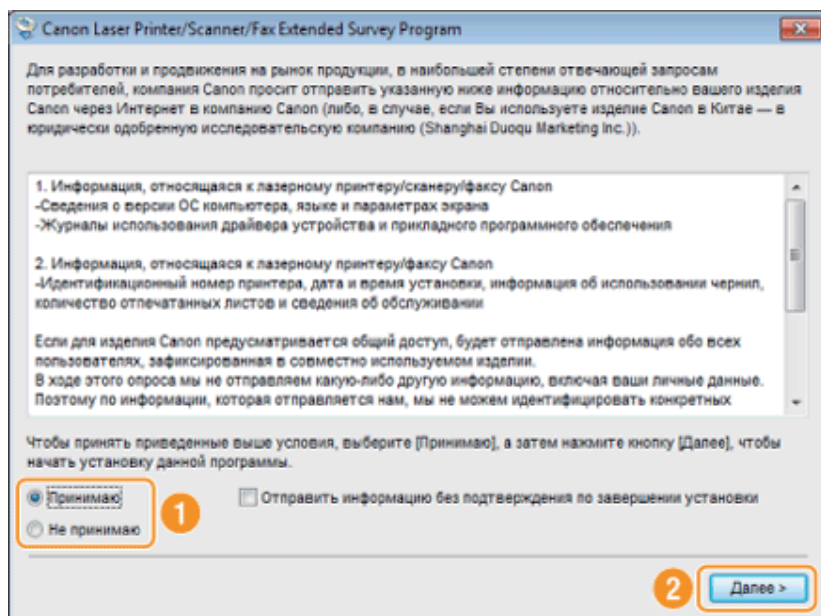 Canon Laser Printer/Scanner/Fax Extended Survey Program
Для разработки и продвижения на рынок продукции, в наибольшей степени отвечающей запросам
потребителей, компания Canon просит отправить указанную ниже информацию относительно вашего изделия
Canon через Интернет в компанию Canon (либо, в случае, если Вы используете изделие Canon в Китае — в
юридически одобренную исследовательскую компанию (Shanghai Duoqu Marketing Inc.)).
1. Информация, относящаяся к лазерному принтеру/сканеру/факсу Canon
-Сведения о версии ОС компьютера, языке и параметрах экрана
-Журналы использования драйвера устройства и прикладного программного обеспечения
2. Информация, относящаяся к лазерному принтеру/факсу Canon
-Идентификационный номер принтера, дата и время установки, информация об использовании чернил,
количество отпечатанных листов и сведения об обслуживании
Если для изделия Canon предусматривается общий доступ, будет отправлена информация обо всех
пользователях, зафиксированная в совместно используемом изделии.
В ходе этого опроса мы не отправляем какую-либо другую информацию, включая ваши личные данные.
Поэтому по информации, которая отправляется нам, мы не можем идентифицировать конкретных
Чтобы принять приведенные выше условия, выберите [Принимаю], а затем нажмите кнопку [Далее], чтобы
начать установку данной программы.
Принимаю
Отправить информацию без подтверждения по завершении установки
1
Не принимаю
2
Далее >